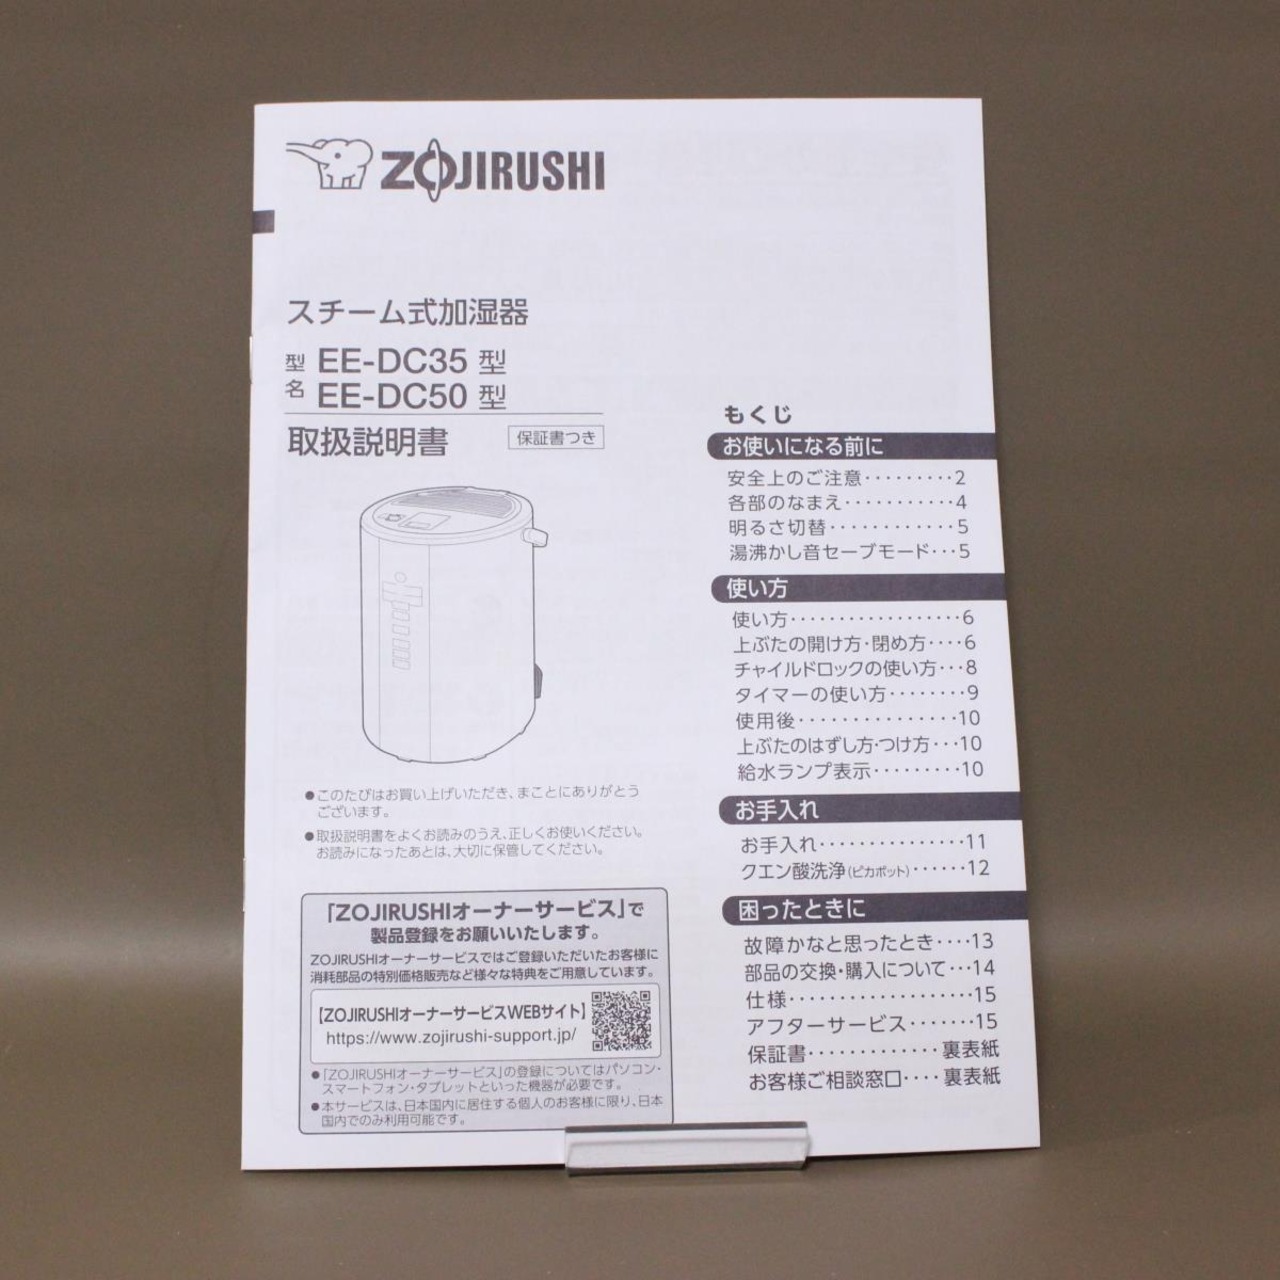 ZOJIRUSHI
スチーム式加湿器
型名 EE-DC35 型
EE-DC50 型
取扱説明書 保証書つき
●このたびはお買い上げいただき、まことにありがとう
ございます。
●取扱説明書をよくお読みのうえ、正しくお使いください。
お読みになったあとは、大切に保管してください。
「ZOJIRUSHIオーナーサービス」で
製品登録をお願いいたします。
ZOJIRUSHIオーナーサービスではご登録いただいたお客様に
消耗部品の特別価格販売など様々な特典をご用意しています。
【ZOJIRUSHIオーナーサービスWEBサイト】
https://www.zojirushi-support.jp/
●「ZOJIRUSHIオーナーサービス」の登録についてはパソコン・
スマートフォン・タブレットといった機器が必要です。
●本サービスは、日本国内に居住する個人のお客様に限り、日本
国内でのみ利用可能です。
もくじ
お使いになる前に
安全上のご注意・・・・・・・・・2
各部のなまえ・・・・・・・・・・・4
明るさ切替・・・・・・・・・・・・5
湯沸かし音セーブモード・・・5
使い方
使い方・・・・・・・・・・・・・・・・・6
上ぶたの開け方・閉め方・・・・6
チャイルドロックの使い方・・・8
タイマーの使い方・・・・・・・・9
使用後・・・・・・・・・・・・・・・10
上ぶたのはずし方・つけ方・・・10
給水ランプ表示・・・・・・・・・10
お手入れ
お手入れ・・・・・・・・・・・・・・11
クエン酸洗浄(ピカポット)・・・・・・12
困ったときに
故障かなと思ったとき・・・・13
部品の交換・購入について・・・14
仕様・・・・・・・・・・・・・・・・・・15
アフターサービス・・・・・・・15
保証書・・・・・・・・・・・・裏表紙
お客様ご相談窓口・・・・裏表紙